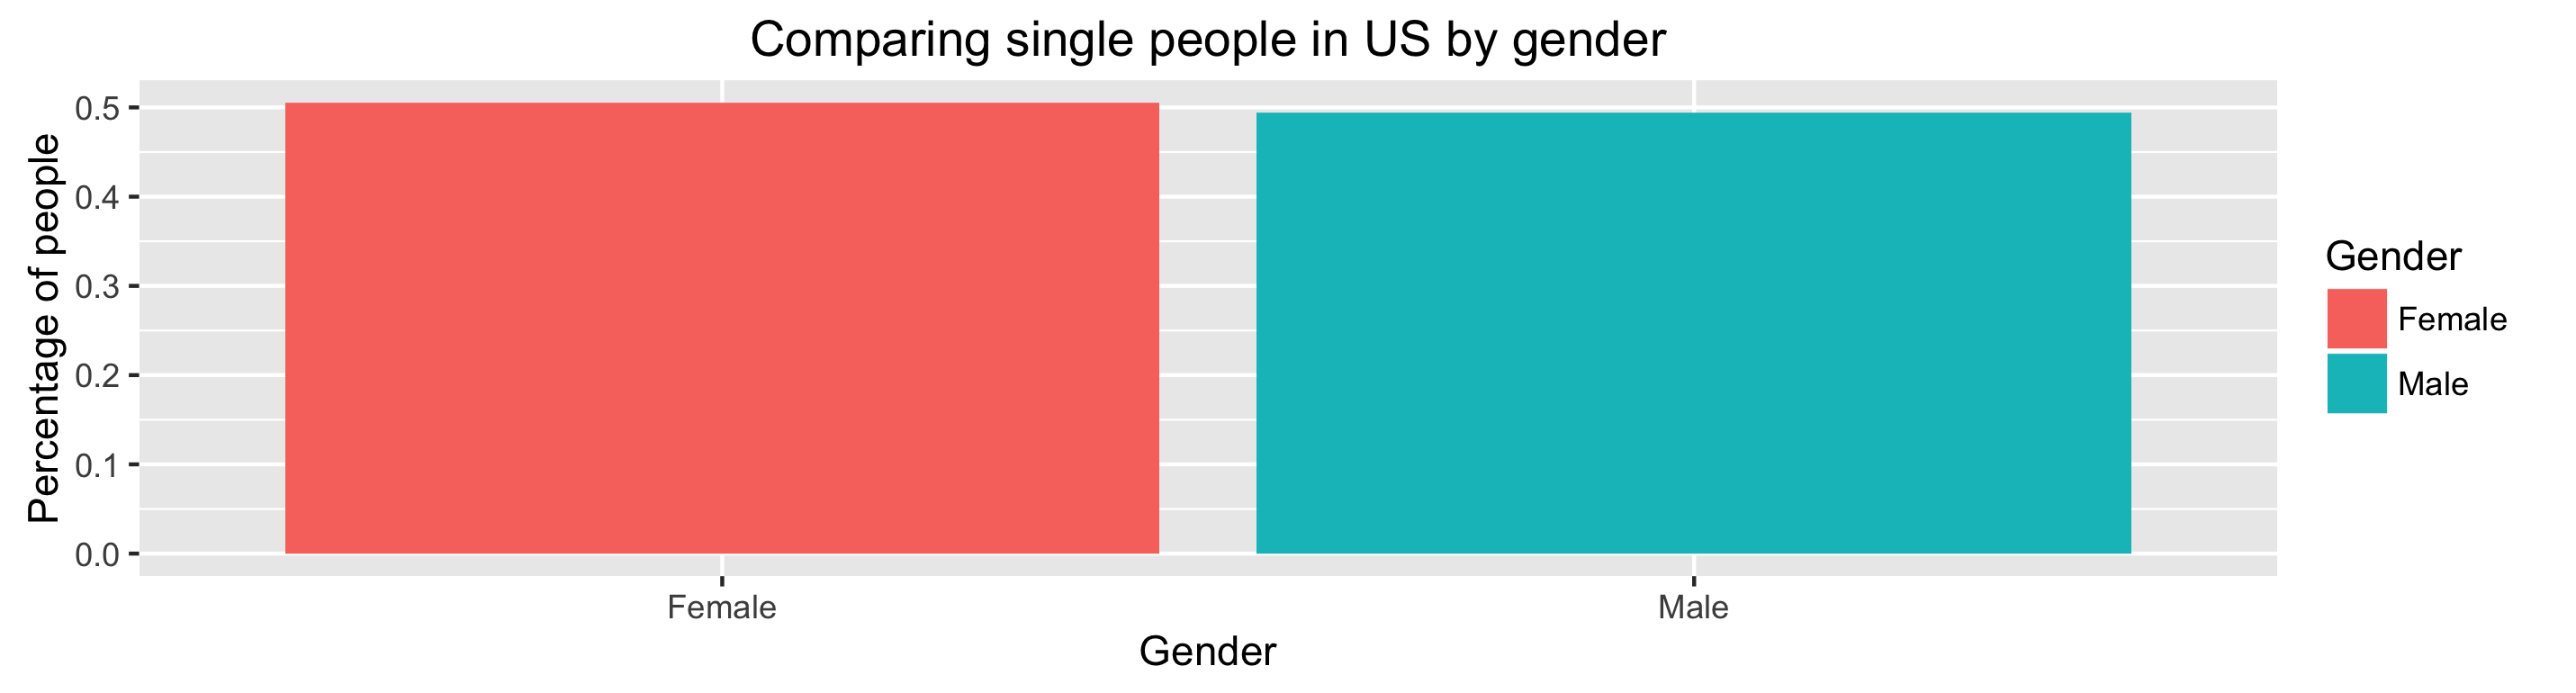 Comparing single people in US by gender
Percentage of people
0.5
0.4
0.3
0.2
0.1
0.0
Female
Male
Gender
Gender
Female
Male